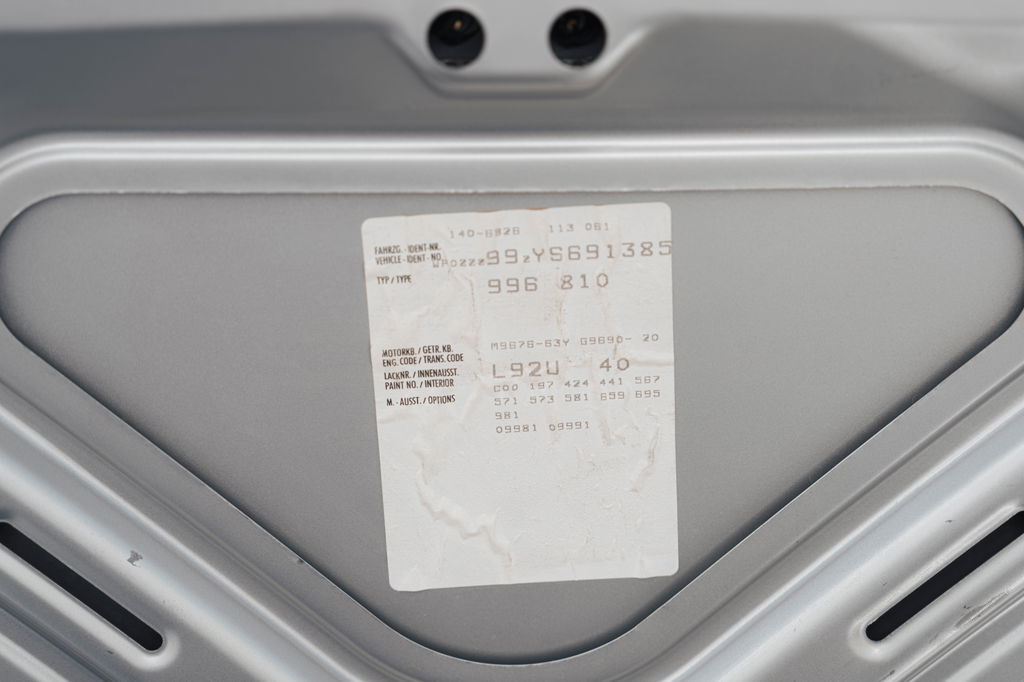 140-6826 113 061
FAHRZG. - IDENT-NR.
VEHICLE - IDENT - NO. WP0ZZZ99ZYS691385
TYP / TYPE 996 810
MOTORKB. / GETR. KB.
ENG. CODE / TRANS. CODE M9676-63Y G9690- 20
LACKNR. / INNENAUSST.
PAINT NO. / INTERIOR L92U 40
M. - AUSST. / OPTIONS C00 197 424 441 567
571 573 581 659 695
981
09981 09991